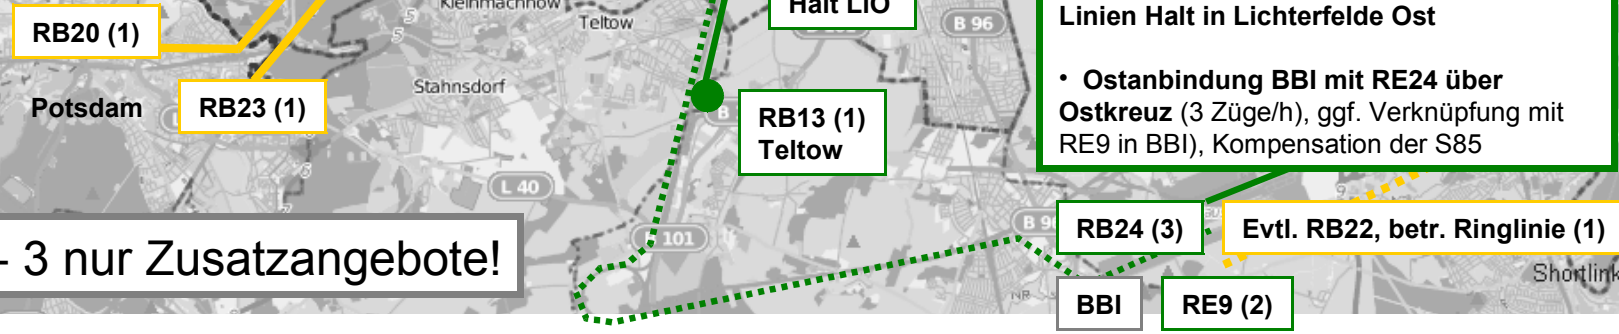 Kleinmachnow
Teltow
Halt LIO
B 96
Linien Halt in Lichterfelde Ost
RB20 (1)
Stahnsdorf
• Ostanbindung BBI mit RE24 über
Ostkreuz (3 Züge/h), ggf. Verknüpfung mit
RE9 in BBI), Kompensation der S85
Potsdam
RB23 (1)
RB13 (1)
Teltow
L 40
B 101
RB24 (3)
Evtl. RB22, betr. Ringlinie (1)
- 3 nur Zusatzangebote!
Shortlink
BBI
RE9 (2)